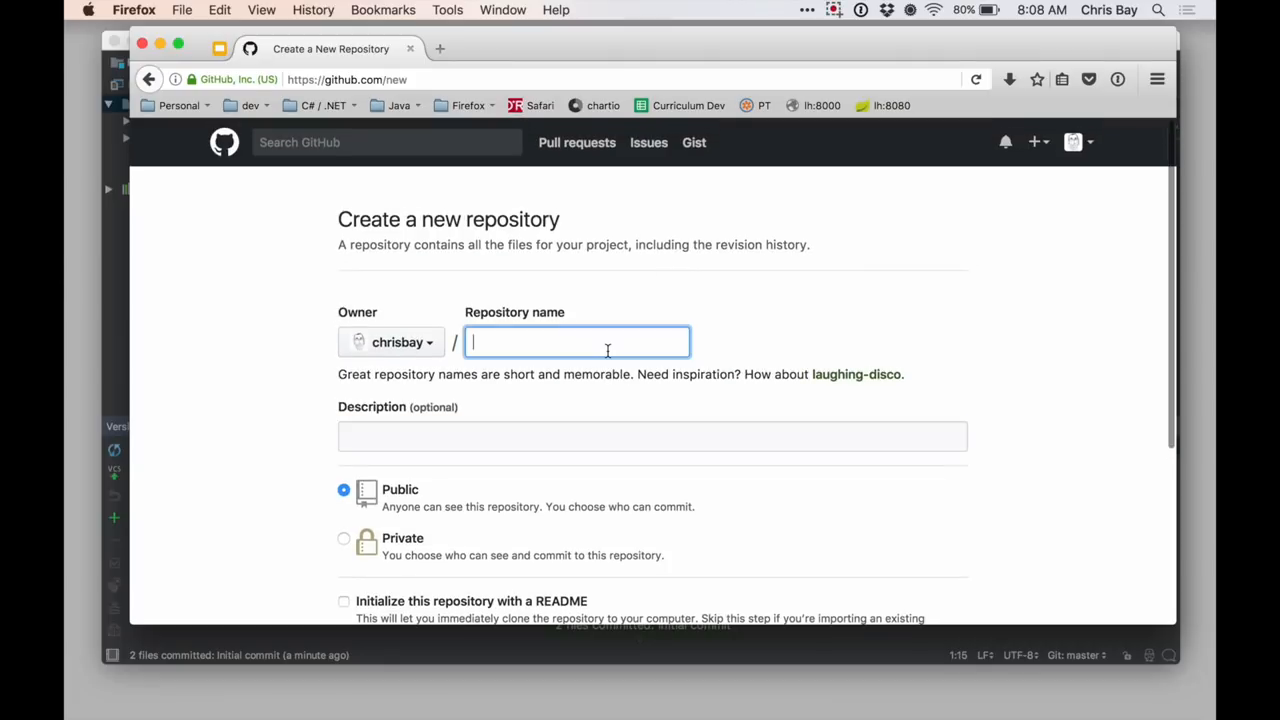 Firefox File Edit View History Bookmarks Tools Window Help 80% 8:08 AM Chris Bay
Create a New Repository
GitHub, Inc. (US) https://github.com/new
Personal dev C# / .NET Java Firefox Safari chartio Curriculum Dev PT lh:8000 lh:8080
Search GitHub Pull requests Issues Gist
Create a new repository
A repository contains all the files for your project, including the revision history.
Owner Repository name
chrisbay /
Great repository names are short and memorable. Need inspiration? How about laughing-disco.
Description (optional)
Versi
VCS
Public
Anyone can see this repository. You choose who can commit.
Private
You choose who can see and commit to this repository.
Initialize this repository with a README
This will let you immediately clone the repository to your computer. Skip this step if you're importing an existing
2 files committed: Initial commit
2 files committed: Initial commit (a minute ago) 1:15 LF UTF-8 Git: master